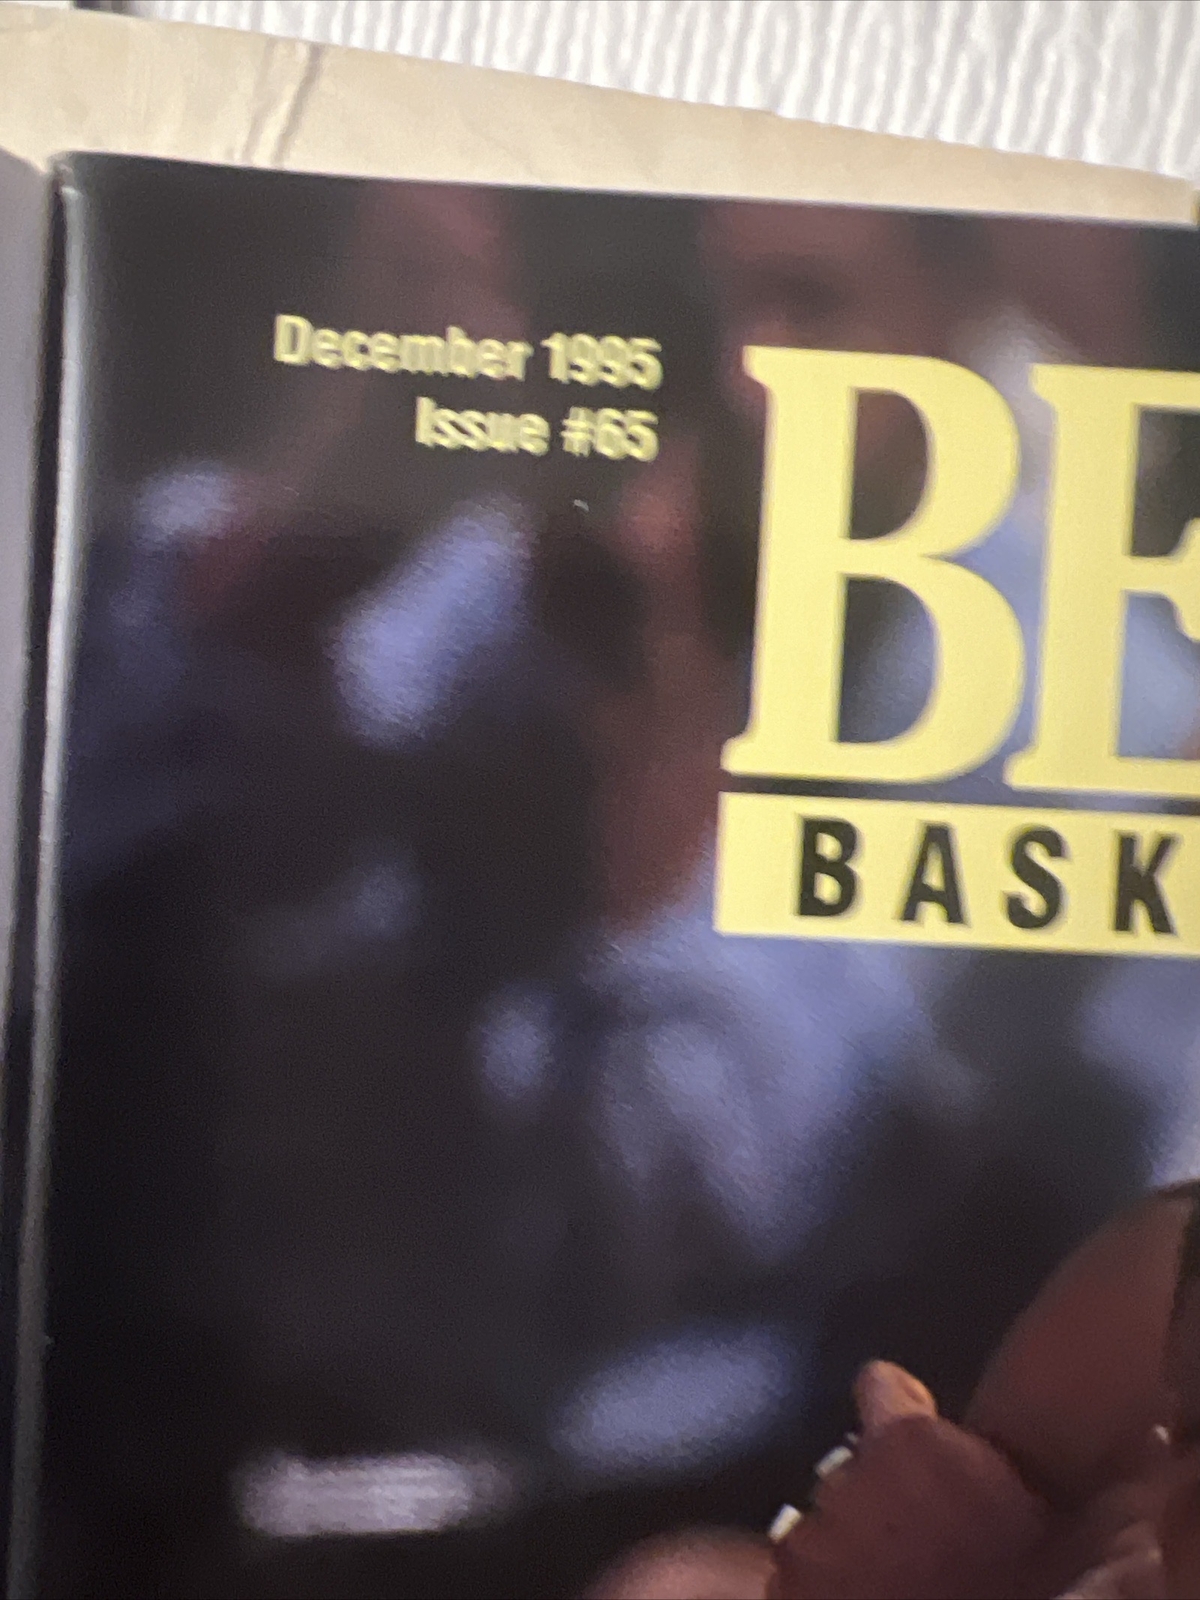 December 1995
Issue #65
BE
BASK